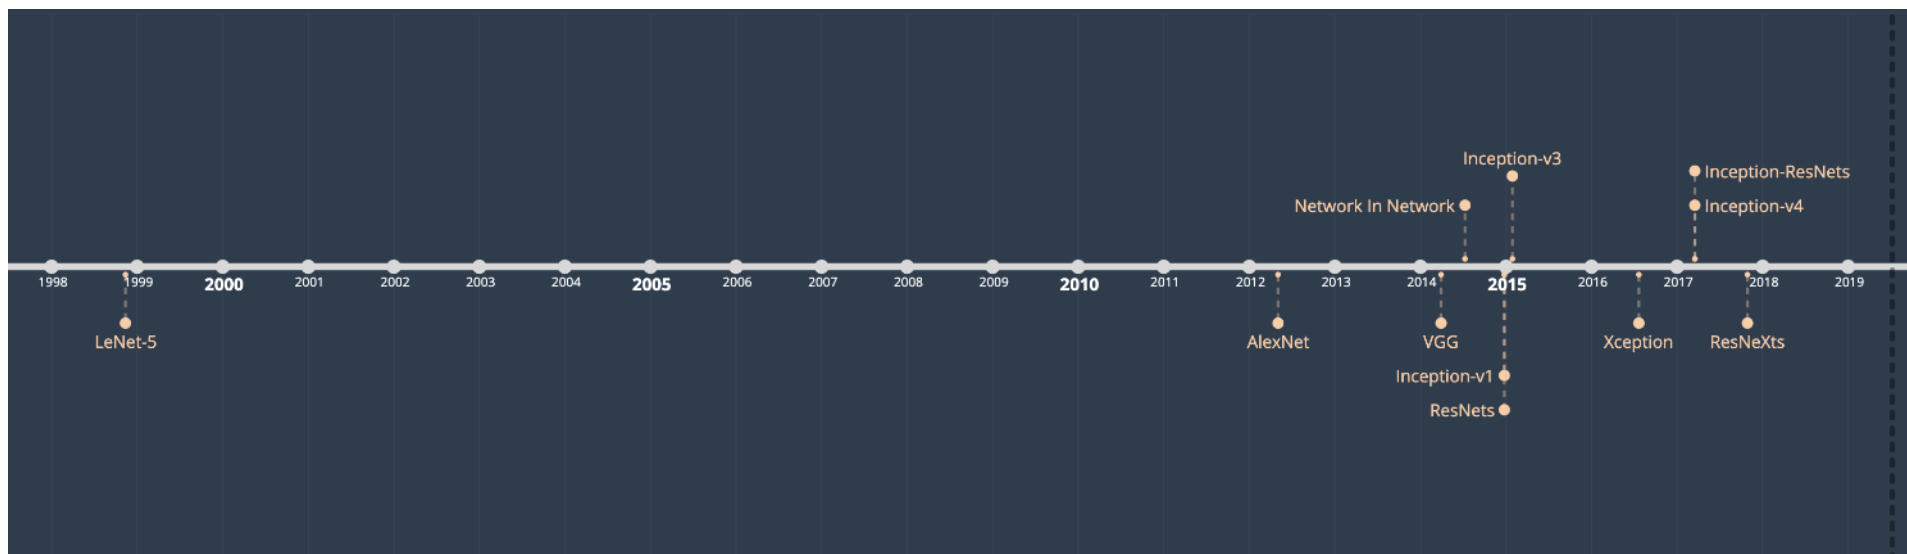 Inception-v3
Inception-ResNets
Network In Network
Inception-v4
1998
1999
2000
2001
2002
2003
2004
2005
2006
2007
2008
2009
2010
2011
2012
2013
2014
2015
2016
2017
2018
2019
LeNet-5
AlexNet
VGG
Xception
ResNeXts
Inception-v1
ResNets